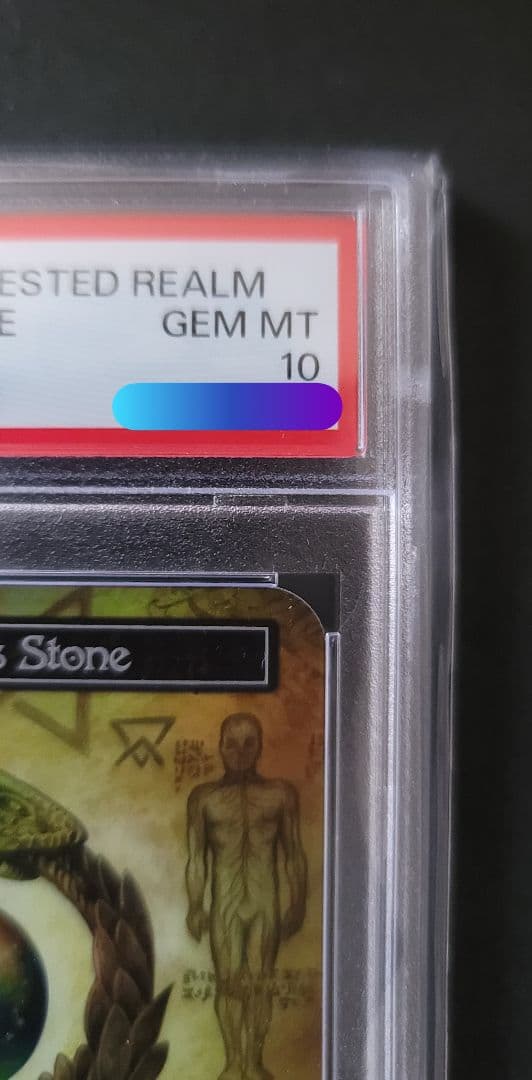 ESTED REALM
E GEM MT
10
s Stone